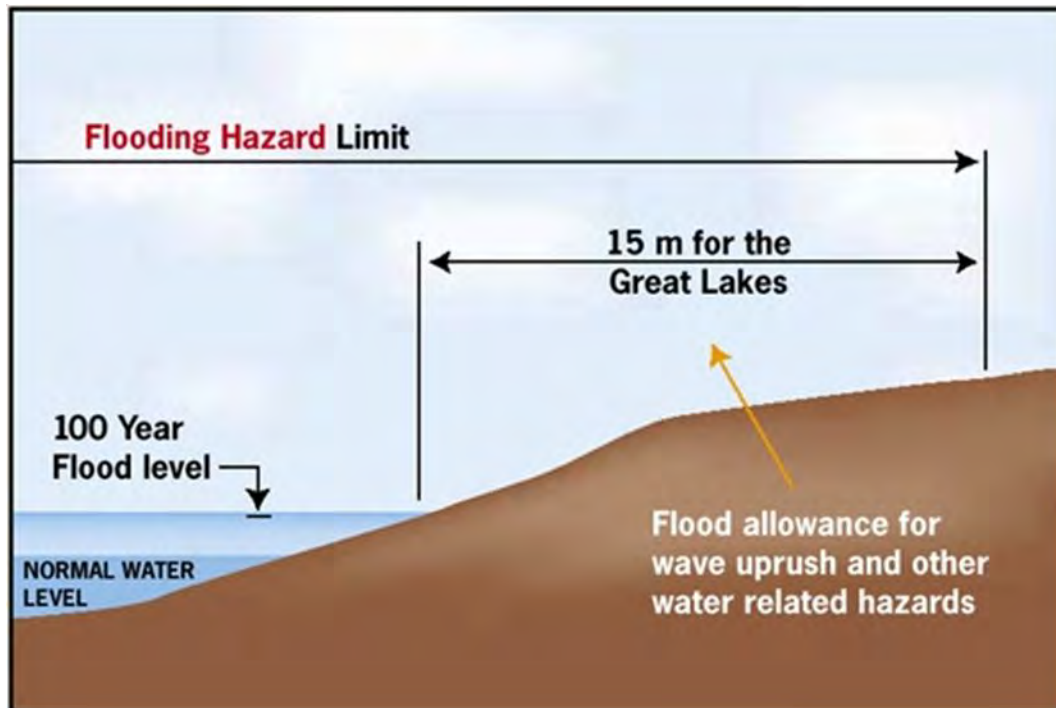 Flooding Hazard Limit
15 m for the
Great Lakes
100 Year
Flood level
NORMAL WATER
LEVEL
Flood allowance for
wave uprush and other
water related hazards